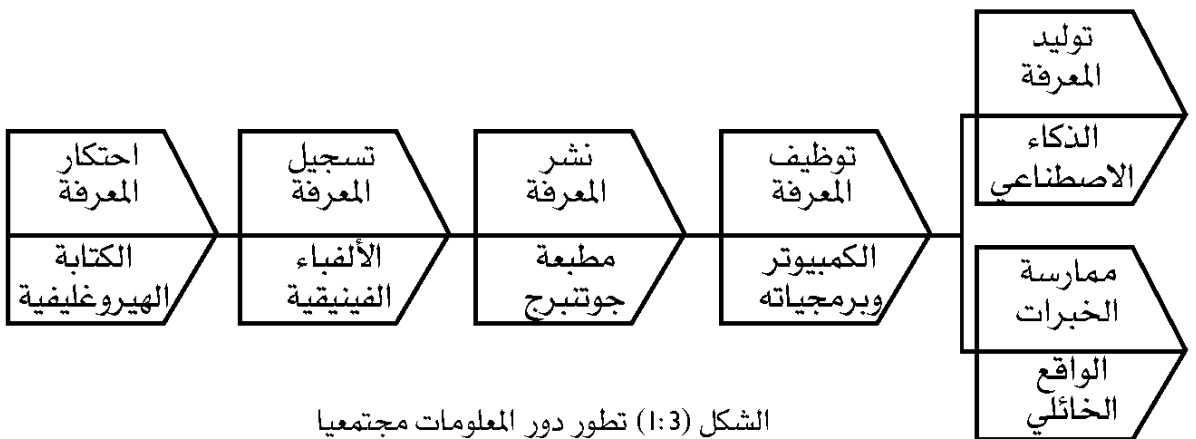 احتكار
المعرفة
الكتابة
الهيروغليفية
تسجيل
المعرفة
الألفباء
الفينيقية
نشر
المعرفة
مطبعة
جوتنبرج
توظيف
المعرفة
الكمبيوتر
وبرمجياته
توليد
المعرفة
الذكاء
الاصطناعي
ممارسة
الخبرات
الواقع
الخائلي
الشكل (1:3) تطور دور المعلومات مجتمعيا